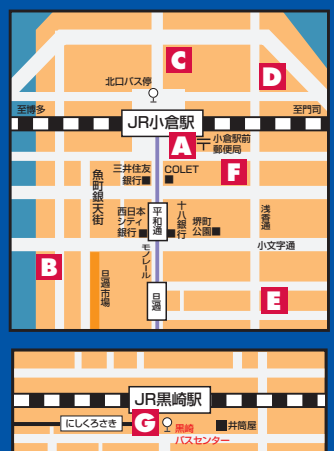 C
D
北口バス停
至博多
至門司
JR小倉駅
A
〒小倉駅前
郵便局
三井住友
銀行■
COLET
■
F
魚町銀天街
西日本
シティ
銀行■
平和通
十八銀行
■
堺町
公園■
浅香通
小文字通
B
モノレール
旦過市場
旦過
E
JR黒崎駅
にしくろさき
G
黒崎
バスセンター
■井筒屋